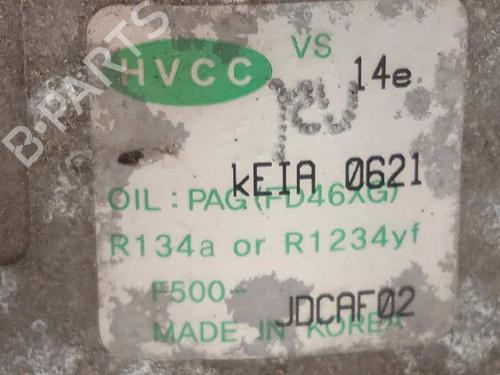 B-PARTS
HVCC VS
14e
kEIA 0621
OIL : PAG (FD46XG)
R134a or R1234yf
F500-
JDCAF02
MADE IN KOREA